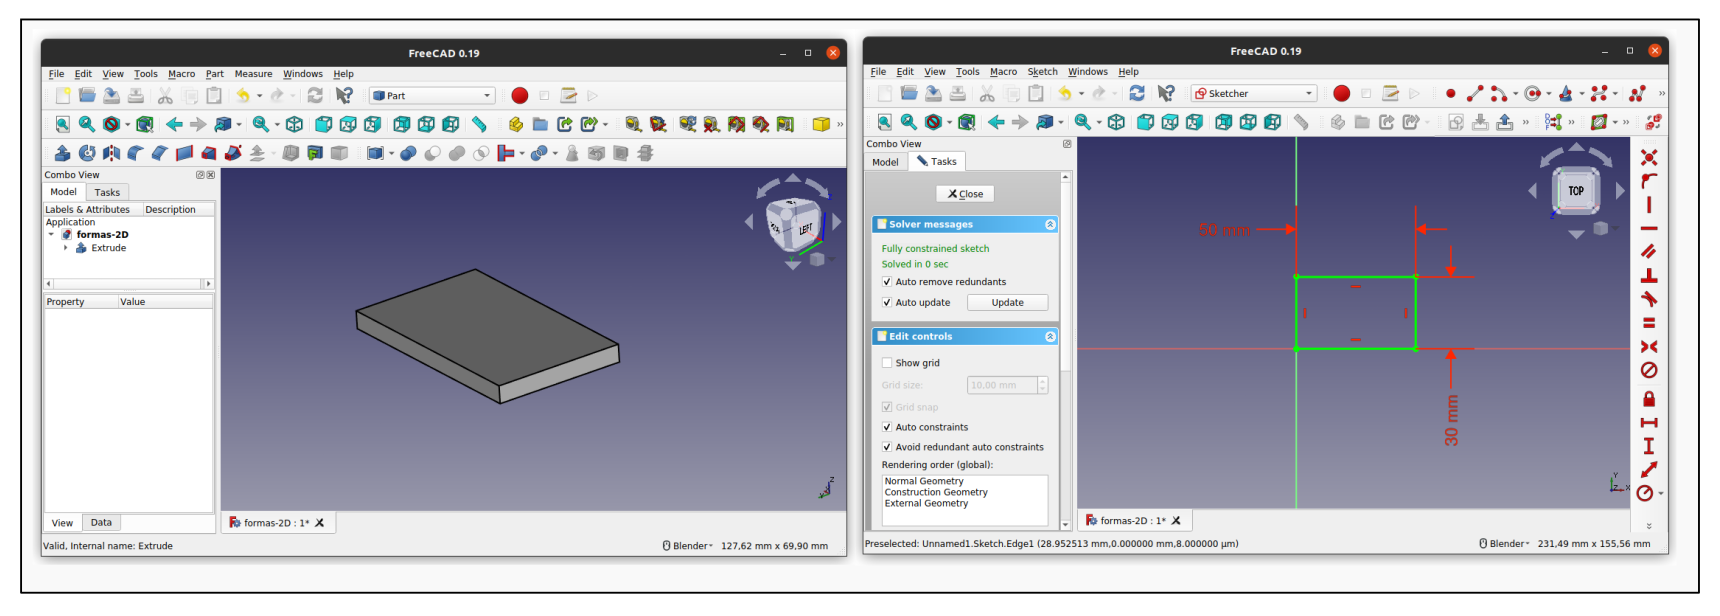 FreeCAD 0.19
File Edit View Tools Macro Part Measure Windows Help
Part
Combo View
Model Tasks
Labels & Attributes Description
Application
formas-2D
Extrude
Property Value
View Data
LEFT
Z
formas-2D : 1*
Valid, Internal name: Extrude
Blender 127,62 mm x 69,90 mm
FreeCAD 0.19
File Edit View Tools Macro Sketch Windows Help
Sketcher
Combo View
Model Tasks
Close
Solver messages
Fully constrained sketch
Solved in 0 sec
Auto remove redundants
Auto update Update
Edit controls
Show grid
Grid size: 10.00 mm
Grid snap
Auto constraints
Avoid redundant auto constraints
Rendering order (global):
Normal Geometry
Construction Geometry
External Geometry
TOP
Z
50 mm
30 mm
Y
Z X
formas-2D : 1*
Preselected: Unnamed1.Sketch.Edge1 (28.952513 mm,0.000000 mm,8.000000 µm)
Blender 231,49 mm x 155,56 mm